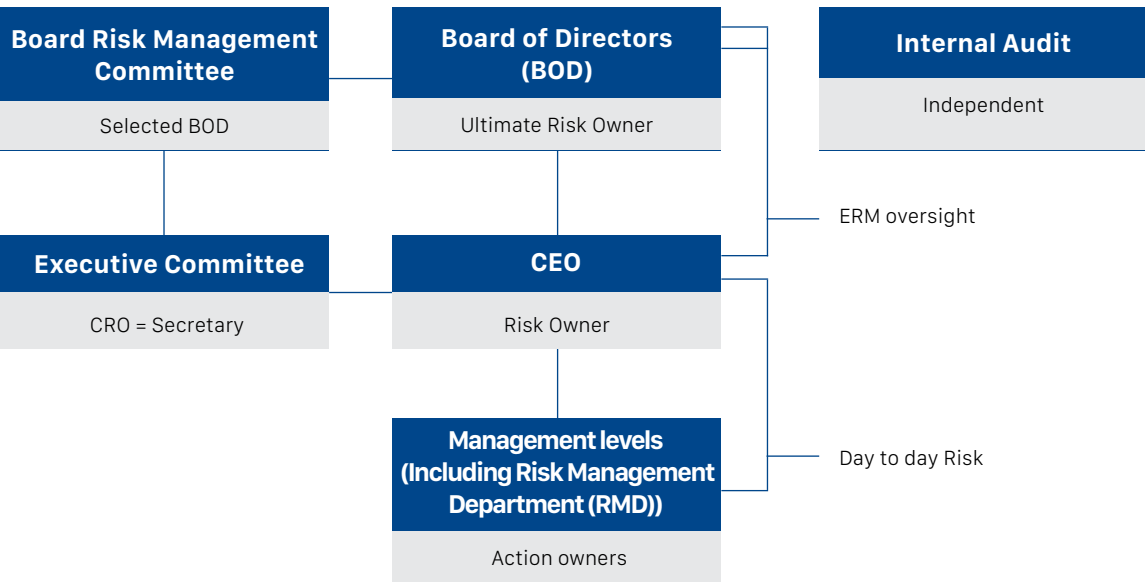 Board Risk Management
Committee
Selected BOD
Board of Directors
(BOD)
Ultimate Risk Owner
Internal Audit
Independent
ERM oversight
Executive Committee
CRO = Secretary
CEO
Risk Owner
Management levels
(Including Risk Management
Department (RMD))
Action owners
Day to day Risk